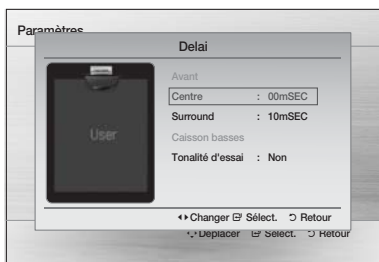 Paramètres
Delai
Avant
Centre : 00mSEC
Surround : 10mSEC
User
Caisson basses
Tonalité d'essai : Non
Changer Sélect. Retour
Déplacer Sélect. Retour